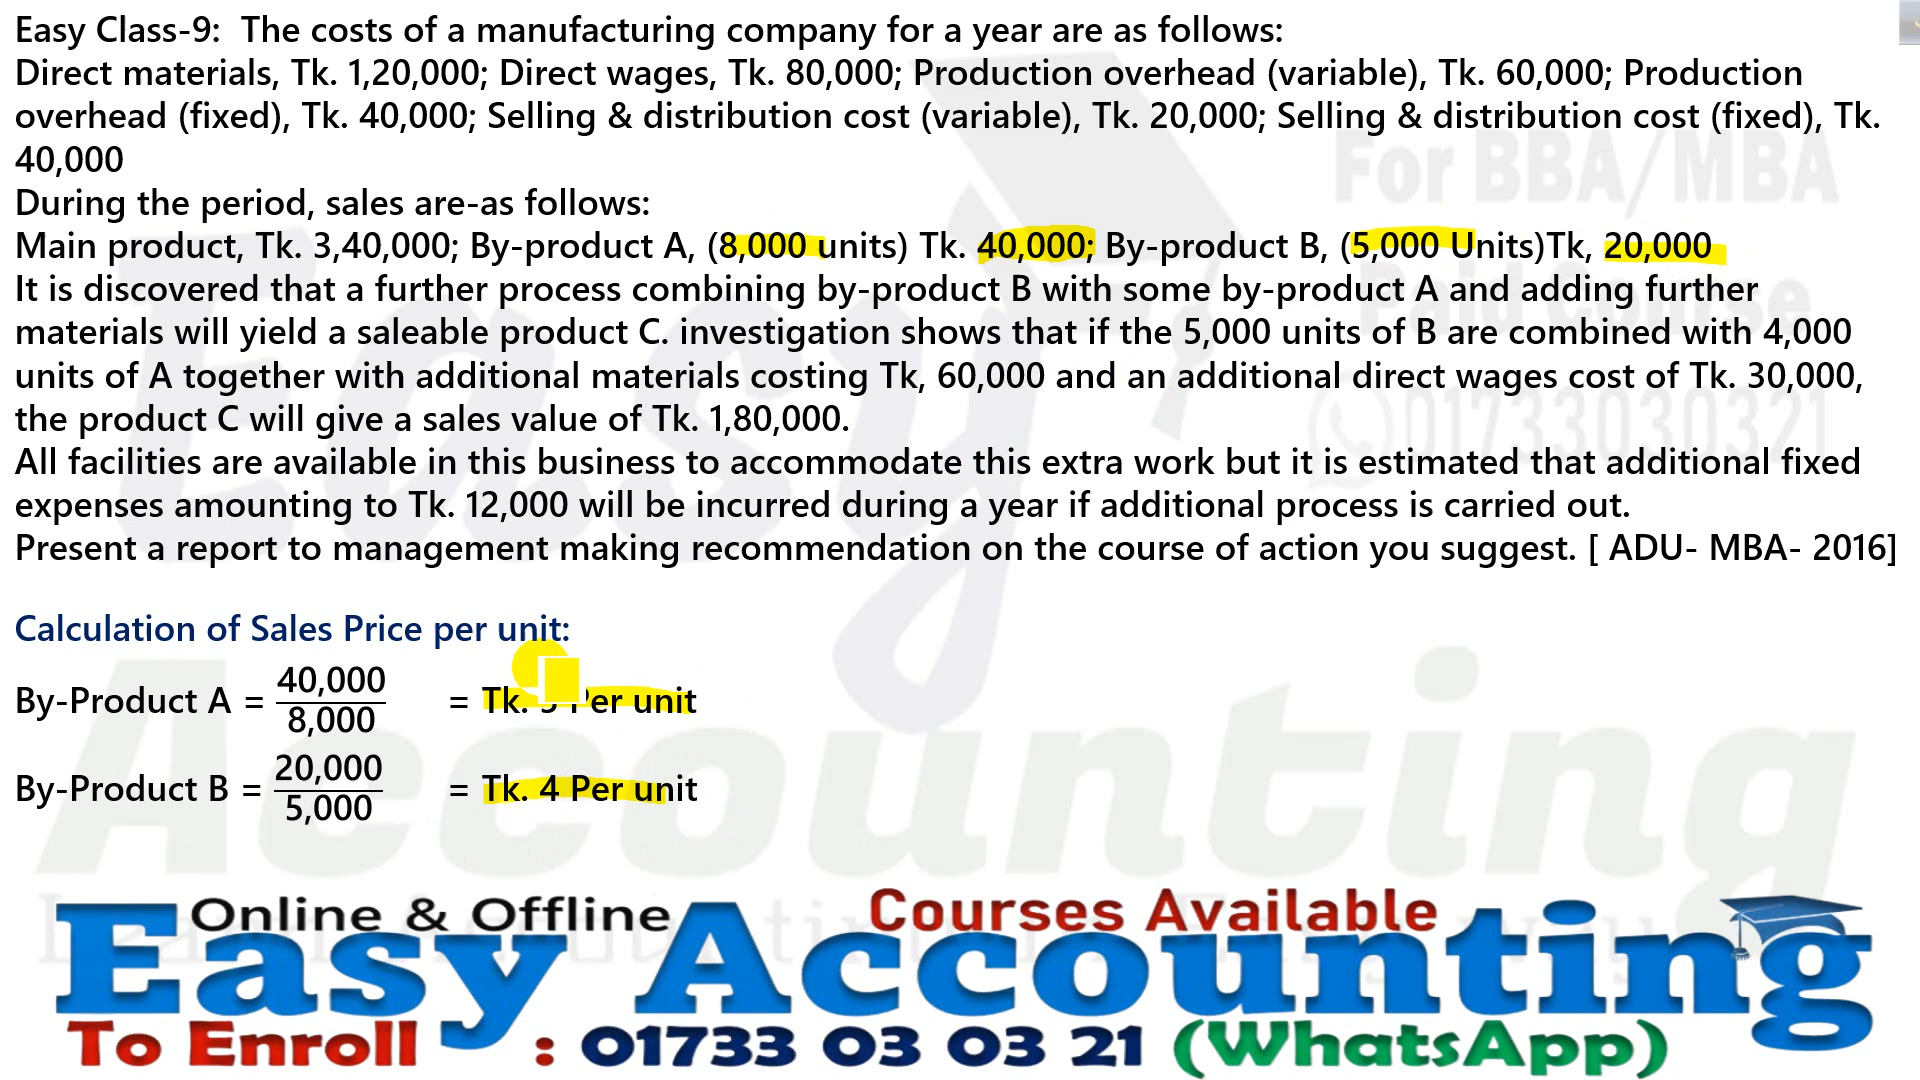 Easy Class-9: The costs of a manufacturing company for a year are as follows:
Direct materials, Tk. 1,20,000; Direct wages, Tk. 80,000; Production overhead (variable), Tk. 60,000; Production
overhead (fixed), Tk. 40,000; Selling & distribution cost (variable), Tk. 20,000; Selling & distribution cost (fixed), Tk.
40,000
During the period, sales are-as follows:
Main product, Tk. 3,40,000; By-product A, (8,000 units) Tk. 40,000; By-product B, (5,000 Units)Tk, 20,000
It is discovered that a further process combining by-product B with some by-product A and adding further
materials will yield a saleable product C. investigation shows that if the 5,000 units of B are combined with 4,000
units of A together with additional materials costing Tk, 60,000 and an additional direct wages cost of Tk. 30,000,
the product C will give a sales value of Tk. 1,80,000.
All facilities are available in this business to accommodate this extra work but it is estimated that additional fixed
expenses amounting to Tk. 12,000 will be incurred during a year if additional process is carried out.
Present a report to management making recommendation on the course of action you suggest. [ ADU- MBA- 2016]
For BBA/MBA
Paid Course
01733030321
Easy
Accounting
Calculation of Sales Price per unit:
By-Product A = 40,000/8,000 = Tk. Per unit
By-Product B = 20,000/5,000 = Tk. 4 Per unit
Online & Offline Courses Available
Easy Accounting
To Enroll : 01733 03 03 21 (WhatsApp)